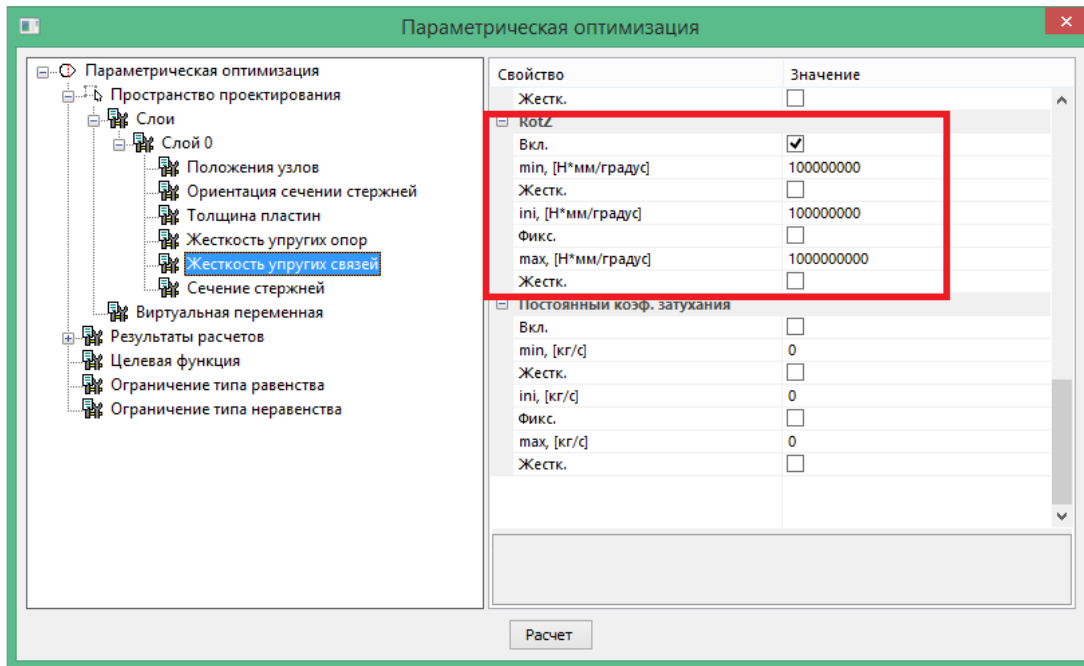 Параметрическая оптимизация
Параметрическая оптимизация
Пространство проектирования
Слои
Слой 0
Положения узлов
Ориентация сечении стержней
Толщина пластин
Жесткость упругих опор
Жесткость упругих связей
Сечение стержней
Виртуальная переменная
Результаты расчетов
Целевая функция
Ограничение типа равенства
Ограничение типа неравенства
Свойство Значение
Жестк.
RotZ
Вкл.
min, [Н*мм/градус] 100000000
Жестк.
ini, [Н*мм/градус] 100000000
Фикс.
max, [Н*мм/градус] 1000000000
Жестк.
Постоянный коэф. затухания
Вкл.
min, [кг/с] 0
Жестк.
ini, [кг/с] 0
Фикс.
max, [кг/с] 0
Жестк.
Расчет